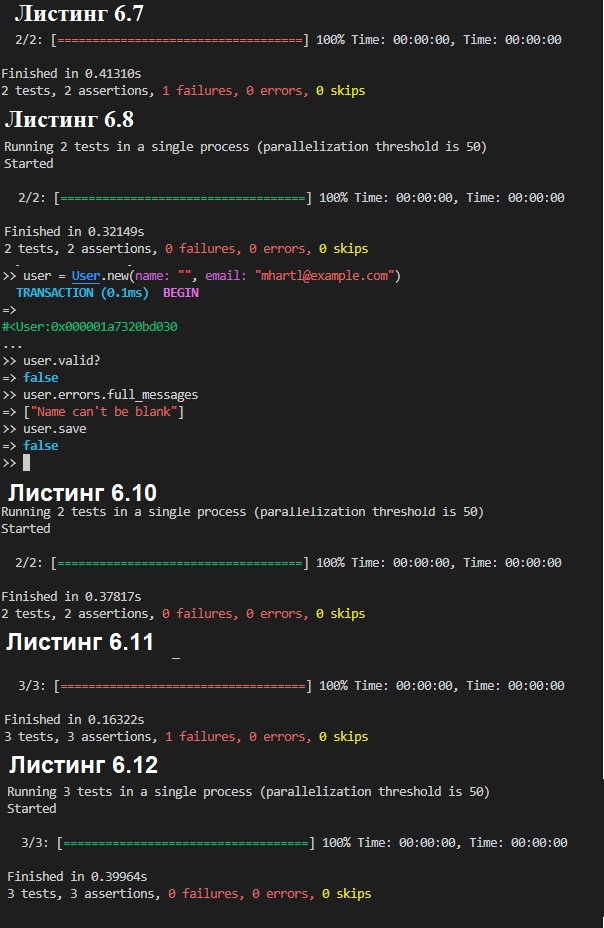 Листинг 6.7
2/2: [===================================] 100% Time: 00:00:00, Time: 00:00:00
Finished in 0.41310s
2 tests, 2 assertions, 1 failures, 0 errors, 0 skips
Листинг 6.8
Running 2 tests in a single process (parallelization threshold is 50)
Started
2/2: [===================================] 100% Time: 00:00:00, Time: 00:00:00
Finished in 0.32149s
2 tests, 2 assertions, 0 failures, 0 errors, 0 skips
>> user = User.new(name: "", email: "mhartl@example.com")
TRANSACTION (0.1ms)  BEGIN
=>
#<User:0x000001a7320bd030
...
>> user.valid?
=> false
>> user.errors.full_messages
=> ["Name can't be blank"]
>> user.save
=> false
>>
Листинг 6.10
Running 2 tests in a single process (parallelization threshold is 50)
Started
2/2: [===================================] 100% Time: 00:00:00, Time: 00:00:00
Finished in 0.37817s
2 tests, 2 assertions, 0 failures, 0 errors, 0 skips
Листинг 6.11
3/3: [===================================] 100% Time: 00:00:00, Time: 00:00:00
Finished in 0.16322s
3 tests, 3 assertions, 1 failures, 0 errors, 0 skips
Листинг 6.12
Running 3 tests in a single process (parallelization threshold is 50)
Started
3/3: [===================================] 100% Time: 00:00:00, Time: 00:00:00
Finished in 0.39964s
3 tests, 3 assertions, 0 failures, 0 errors, 0 skips